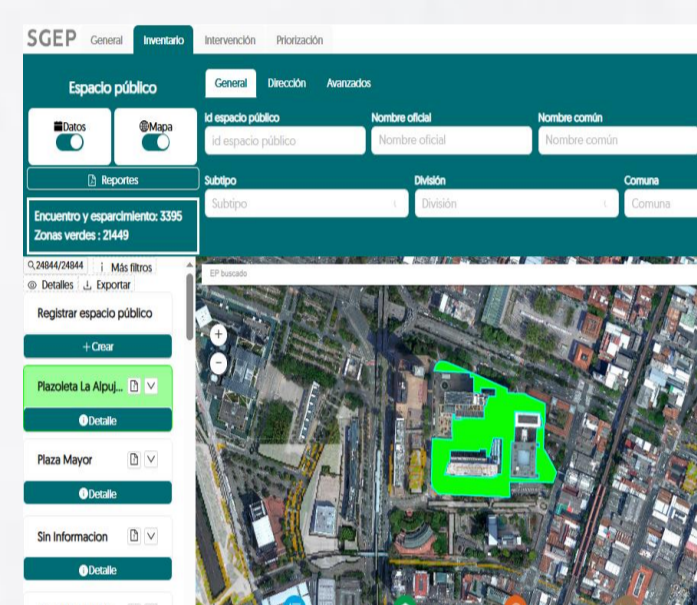 SGEP General Inventario Intervención Priorización
Espacio público
Datos Mapa
Reportes
Encuentro y esparcimiento: 3395
Zonas verdes : 21449
General Dirección Avanzados
Id espacio público Nombre oficial Nombre común
id espacio público Nombre oficial Nombre común
Subtipo División Comuna
Subtipo División Comuna
24844/24844 Más filtros
Detalles Exportar
Registrar espacio público
+ Crear
Plazoleta La Alpuj...
Detalle
Plaza Mayor
Detalle
Sin Informacion
Detalle
EP buscado
+
−